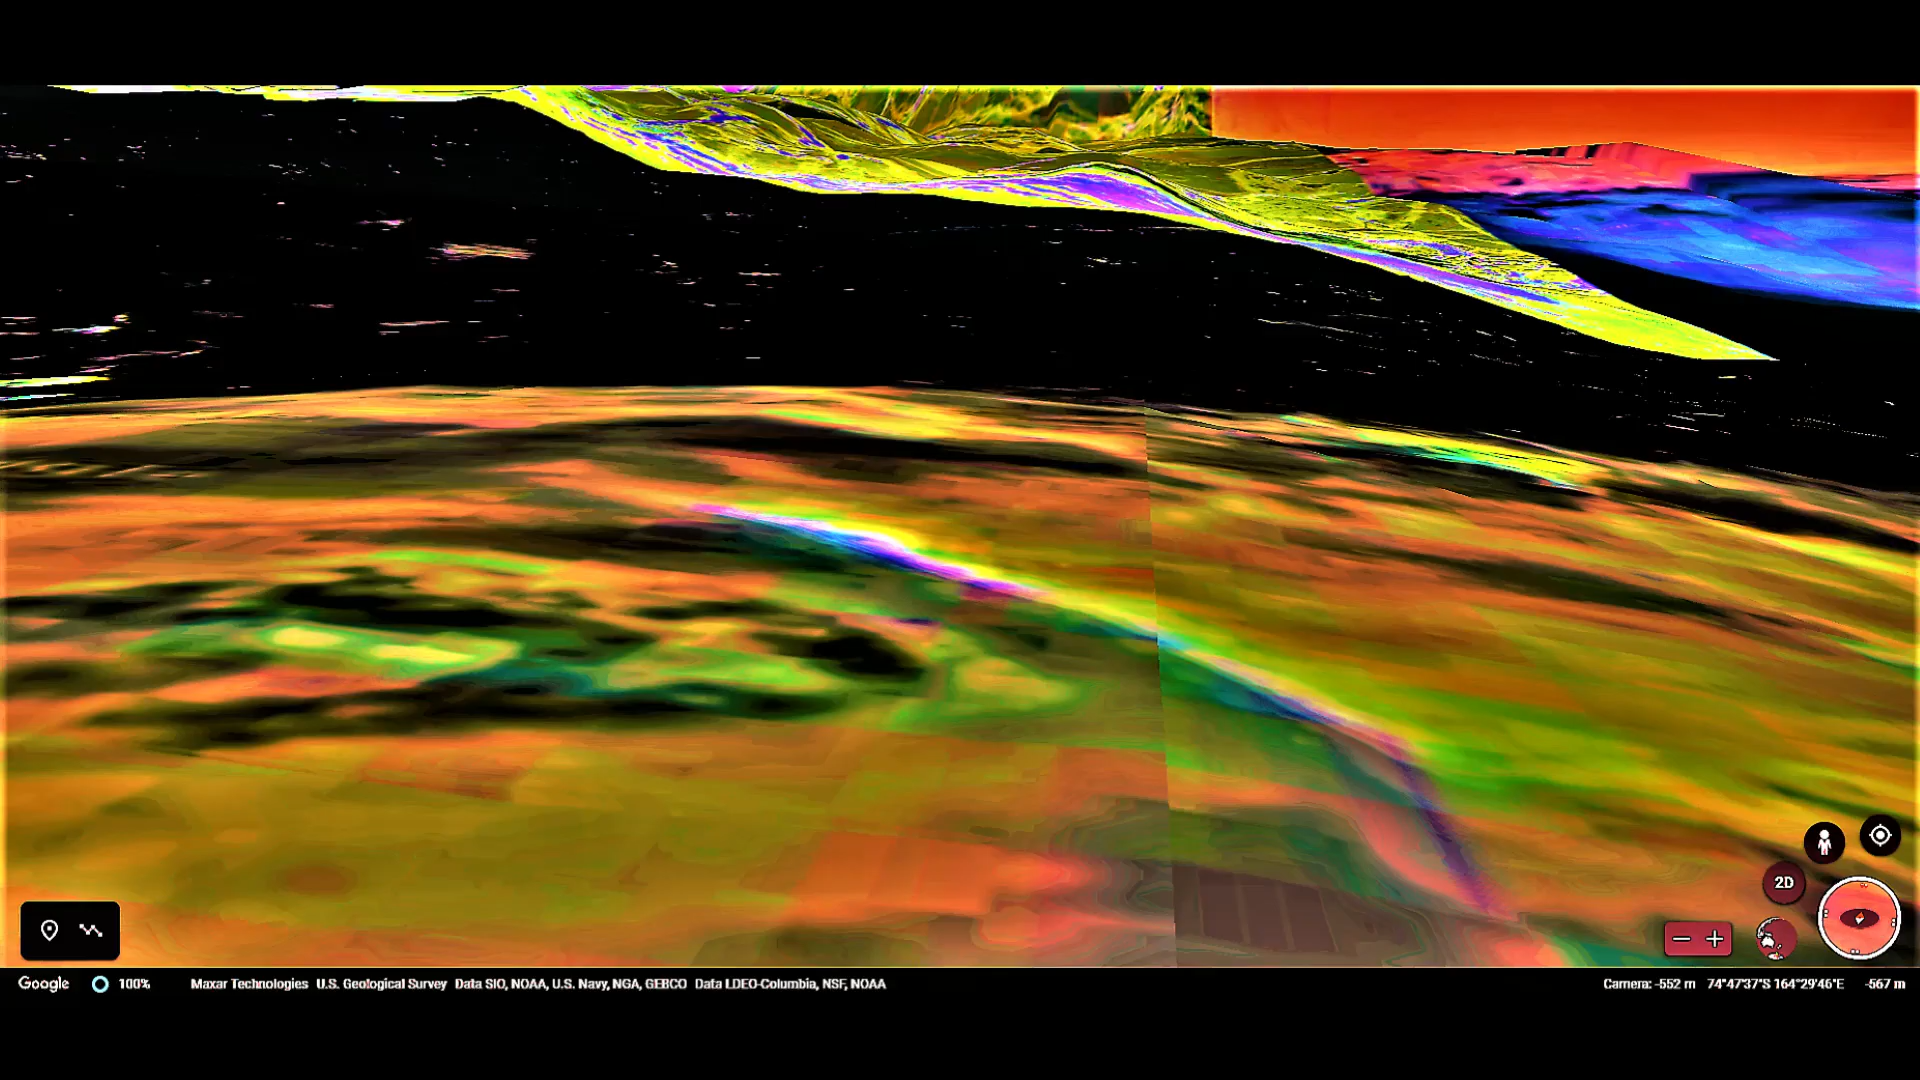 2D
Google 100% Maxar Technologies U.S. Geological Survey Data SIO, NOAA, U.S. Navy, NGA, GEBCO Data LDEO-Columbia, NSF, NOAA Camera: -552 m 74°47'37"S 164°29'46"E -567 m